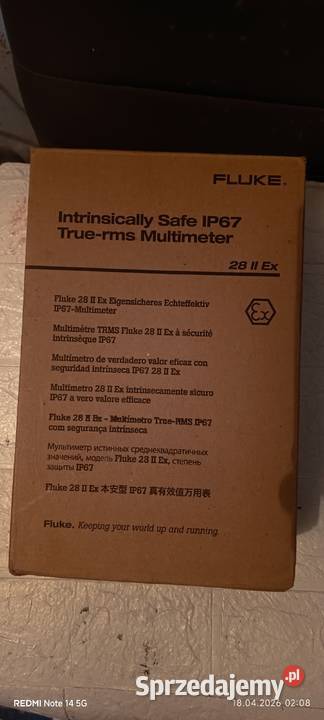 FLUKE®
Intrinsically Safe IP67
True-rms Multimeter
28 II Ex
Fluke 28 II Ex Eigensicheres Echteffektiv
IP67-Multimeter
Ex
Multimètre TRMS Fluke 28 II Ex à sécurité
intrinsèque IP67
Multímetro de verdadero valor eficaz con
seguridad intrínseca IP67 28 II Ex
Multimetro 28 II Ex intrinsecamente sicuro
IP67 a vero valore efficace
Fluke 28 II Ex - Multímetro True-RMS IP67
com segurança intrínseca
Мультиметр истинных среднеквадратичных
значений, модель Fluke 28 II Ex, степень
защиты IP67
Fluke 28 II Ex 本安型 IP67 真有效值万用表
Fluke. Keeping your world up and running.
REDMI Note 14 5G
18.04.2026 02:08
Sprzedajemy.pl